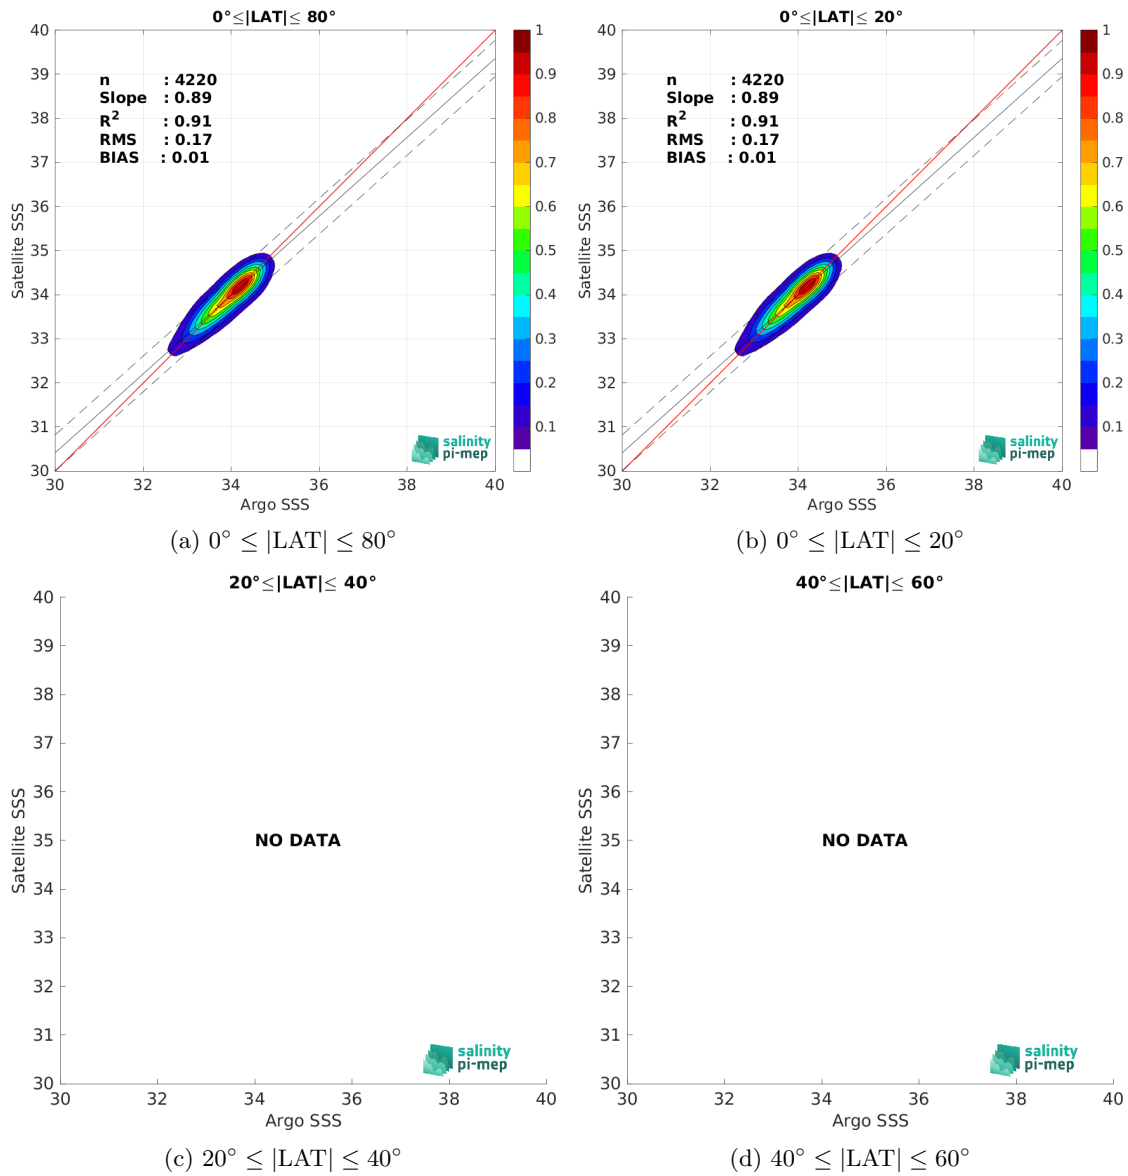 0°≤|LAT|≤ 80°
40
39
38
37
36
35
34
33
32
31
30
Satellite SSS
n : 4220
Slope : 0.89
R² : 0.91
RMS : 0.17
BIAS : 0.01
salinity
pi-mep
30 32 34 36 38 40
Argo SSS
1
0.9
0.8
0.7
0.6
0.5
0.4
0.3
0.2
0.1
(a) 0° ≤ |LAT| ≤ 80°
0°≤|LAT|≤ 20°
40
39
38
37
36
35
34
33
32
31
30
Satellite SSS
n : 4220
Slope : 0.89
R² : 0.91
RMS : 0.17
BIAS : 0.01
salinity
pi-mep
30 32 34 36 38 40
Argo SSS
1
0.9
0.8
0.7
0.6
0.5
0.4
0.3
0.2
0.1
(b) 0° ≤ |LAT| ≤ 20°
20°≤|LAT|≤ 40°
40
39
38
37
36
35
34
33
32
31
30
Satellite SSS
NO DATA
salinity
pi-mep
30 32 34 36 38 40
Argo SSS
(c) 20° ≤ |LAT| ≤ 40°
40°≤|LAT|≤ 60°
40
39
38
37
36
35
34
33
32
31
30
Satellite SSS
NO DATA
salinity
pi-mep
30 32 34 36 38 40
Argo SSS
(d) 40° ≤ |LAT| ≤ 60°